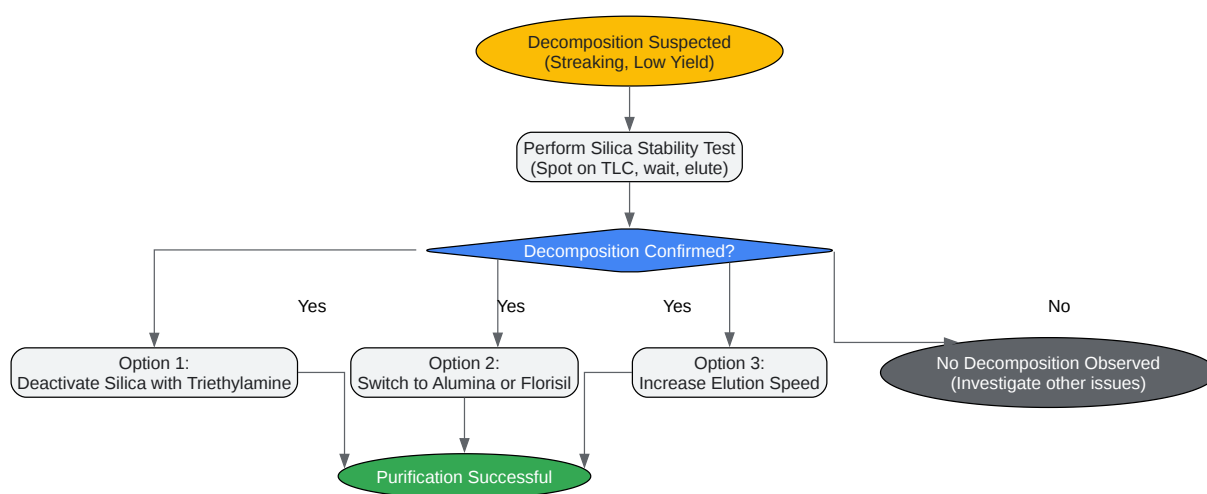 Decomposition Suspected
(Streaking, Low Yield)
Perform Silica Stability Test
(Spot on TLC, wait, elute)
Decomposition Confirmed?
Yes
Yes
Yes
No
Option 1:
Deactivate Silica with Triethylamine
Option 2:
Switch to Alumina or Florisil
Option 3:
Increase Elution Speed
No Decomposition Observed
(Investigate other issues)
Purification Successful